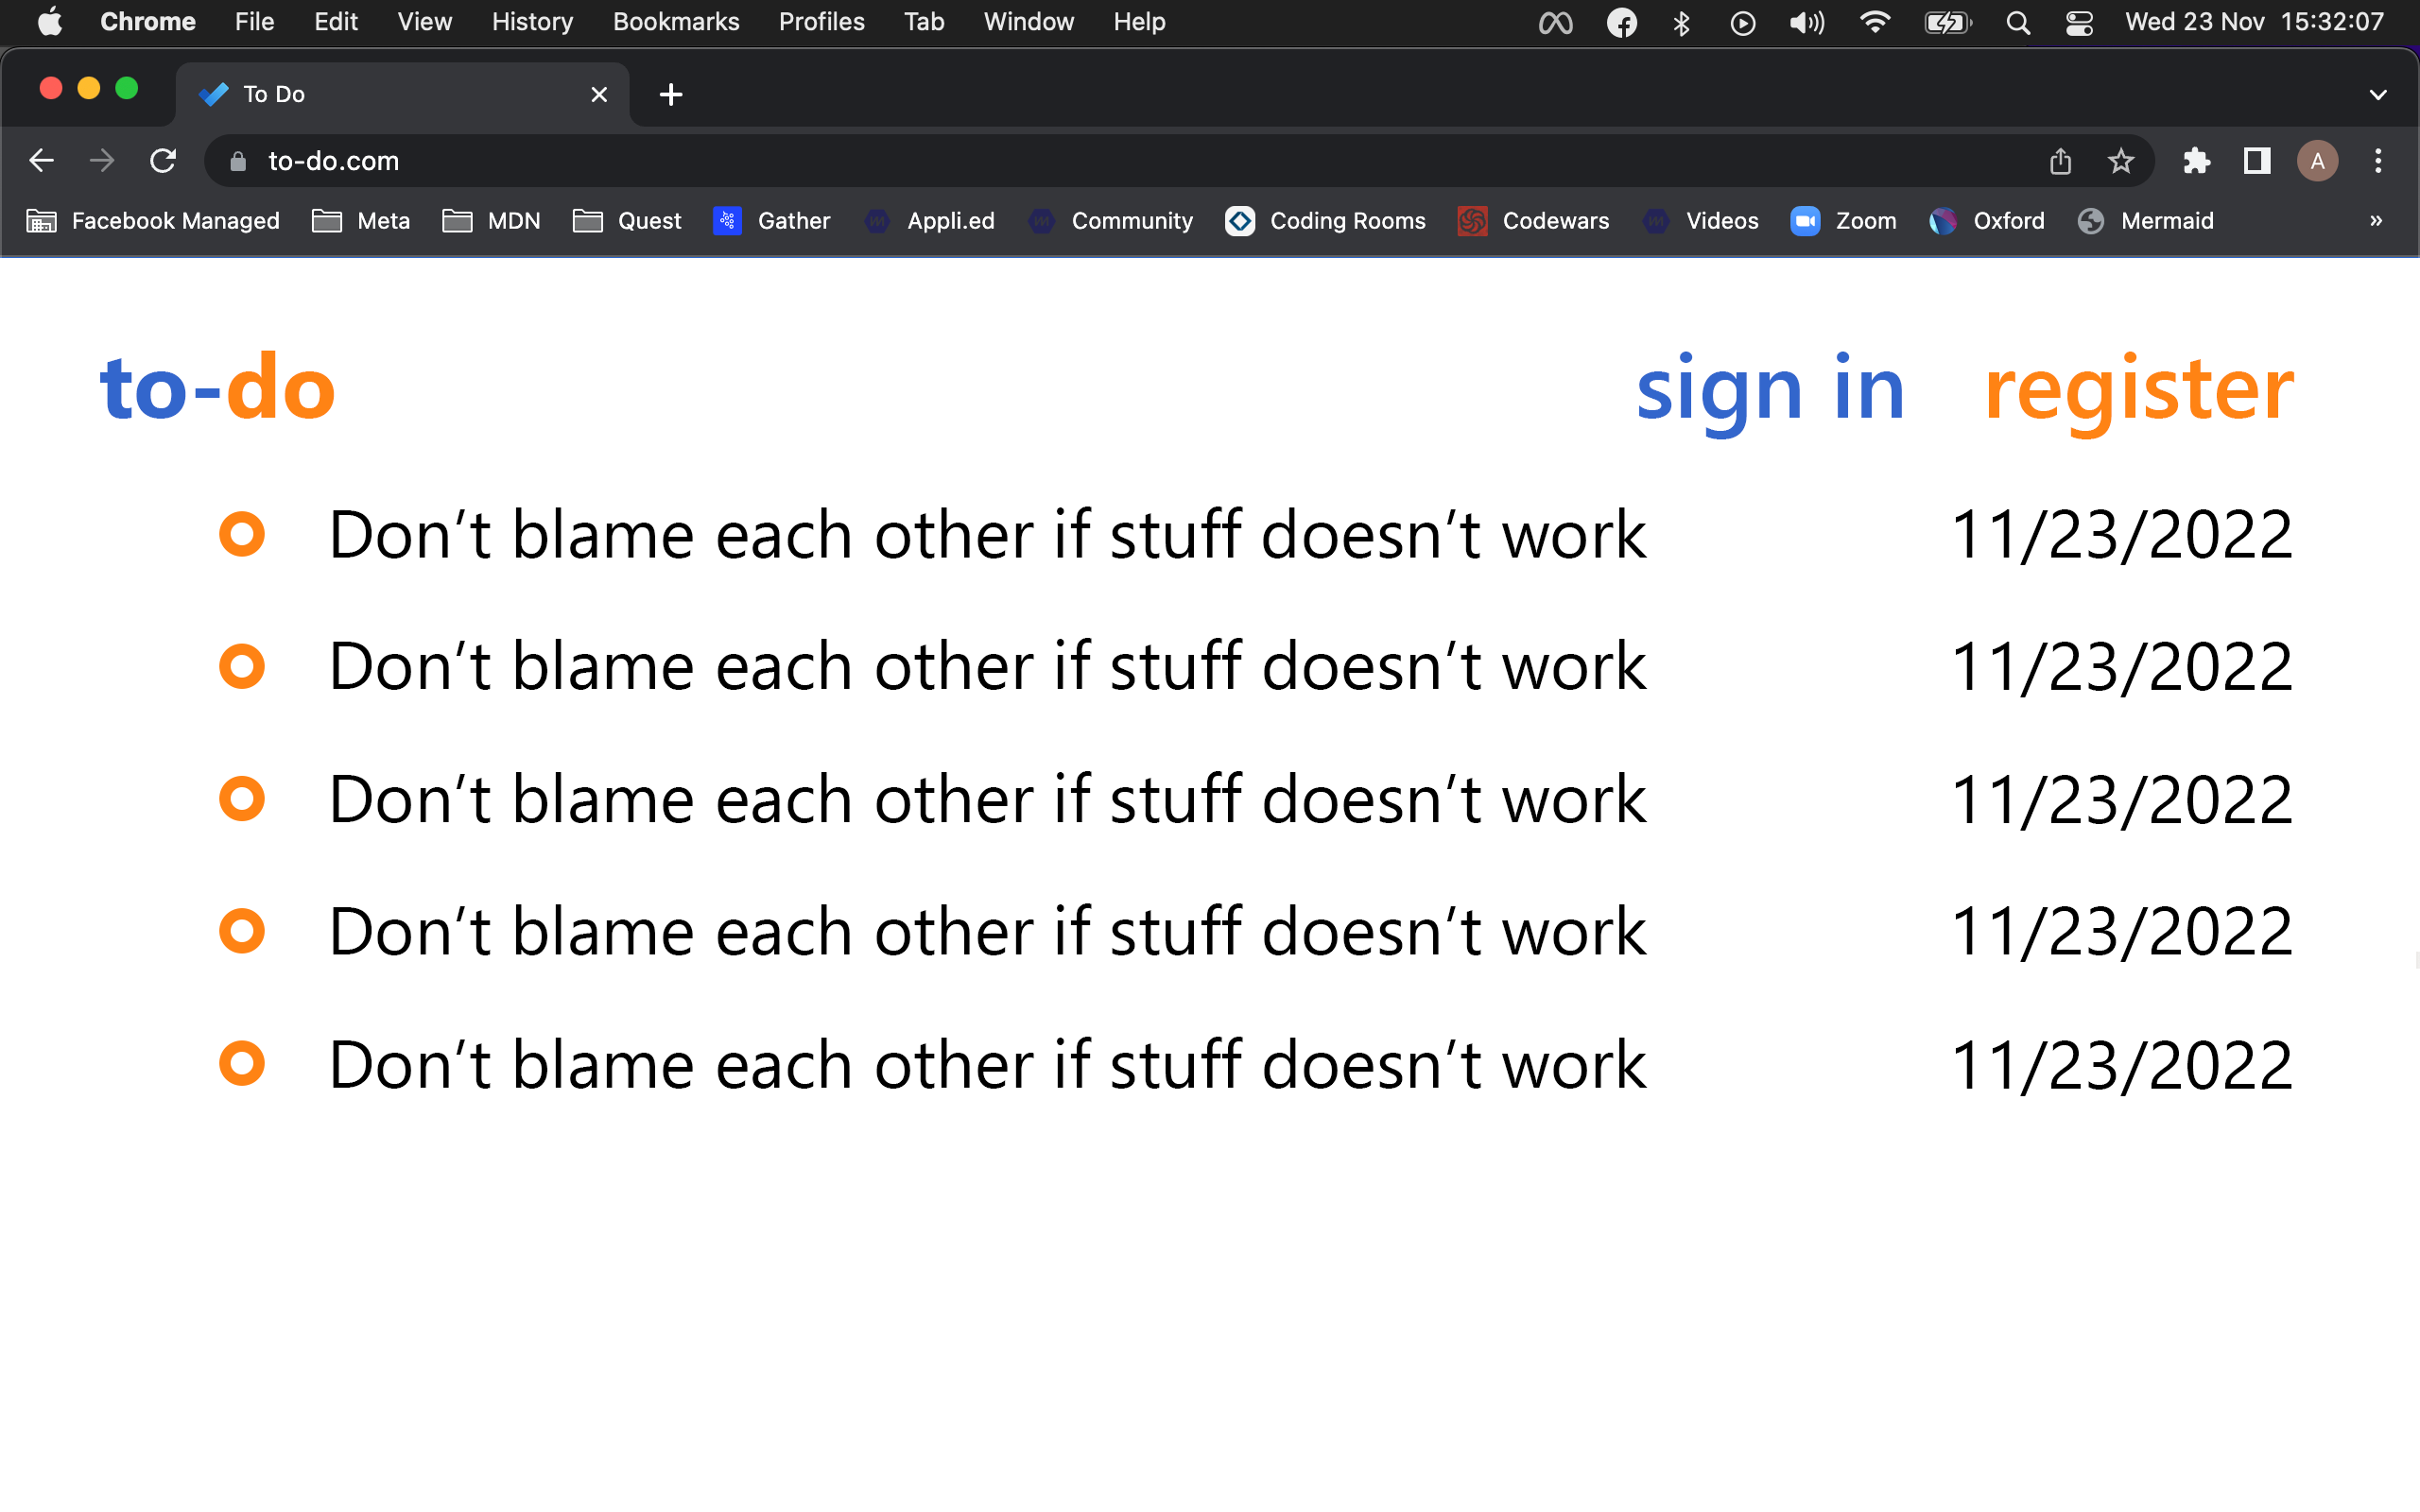 Chrome File Edit View History Bookmarks Profiles Tab Window Help Wed 23 Nov 15:32:07
To Do
to-do.com A
Facebook Managed Meta MDN Quest Gather Appli.ed Community Coding Rooms Codewars Videos Zoom Oxford Mermaid »
to-do sign in register
Don't blame each other if stuff doesn't work 11/23/2022
Don't blame each other if stuff doesn't work 11/23/2022
Don't blame each other if stuff doesn't work 11/23/2022
Don't blame each other if stuff doesn't work 11/23/2022
Don't blame each other if stuff doesn't work 11/23/2022